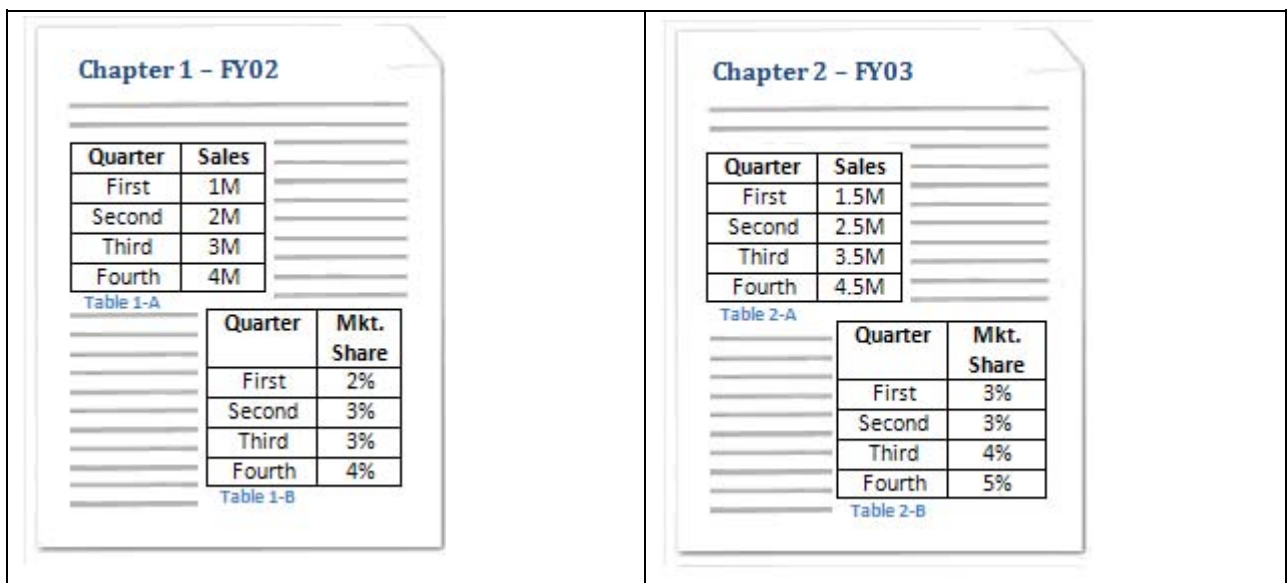 Chapter 1 – FY02
Quarter Sales
First 1M
Second 2M
Third 3M
Fourth 4M
Table 1-A
Quarter Mkt.
Share
First 2%
Second 3%
Third 3%
Fourth 4%
Table 1-B
Chapter 2 – FY03
Quarter Sales
First 1.5M
Second 2.5M
Third 3.5M
Fourth 4.5M
Table 2-A
Quarter Mkt.
Share
First 3%
Second 3%
Third 4%
Fourth 5%
Table 2-B